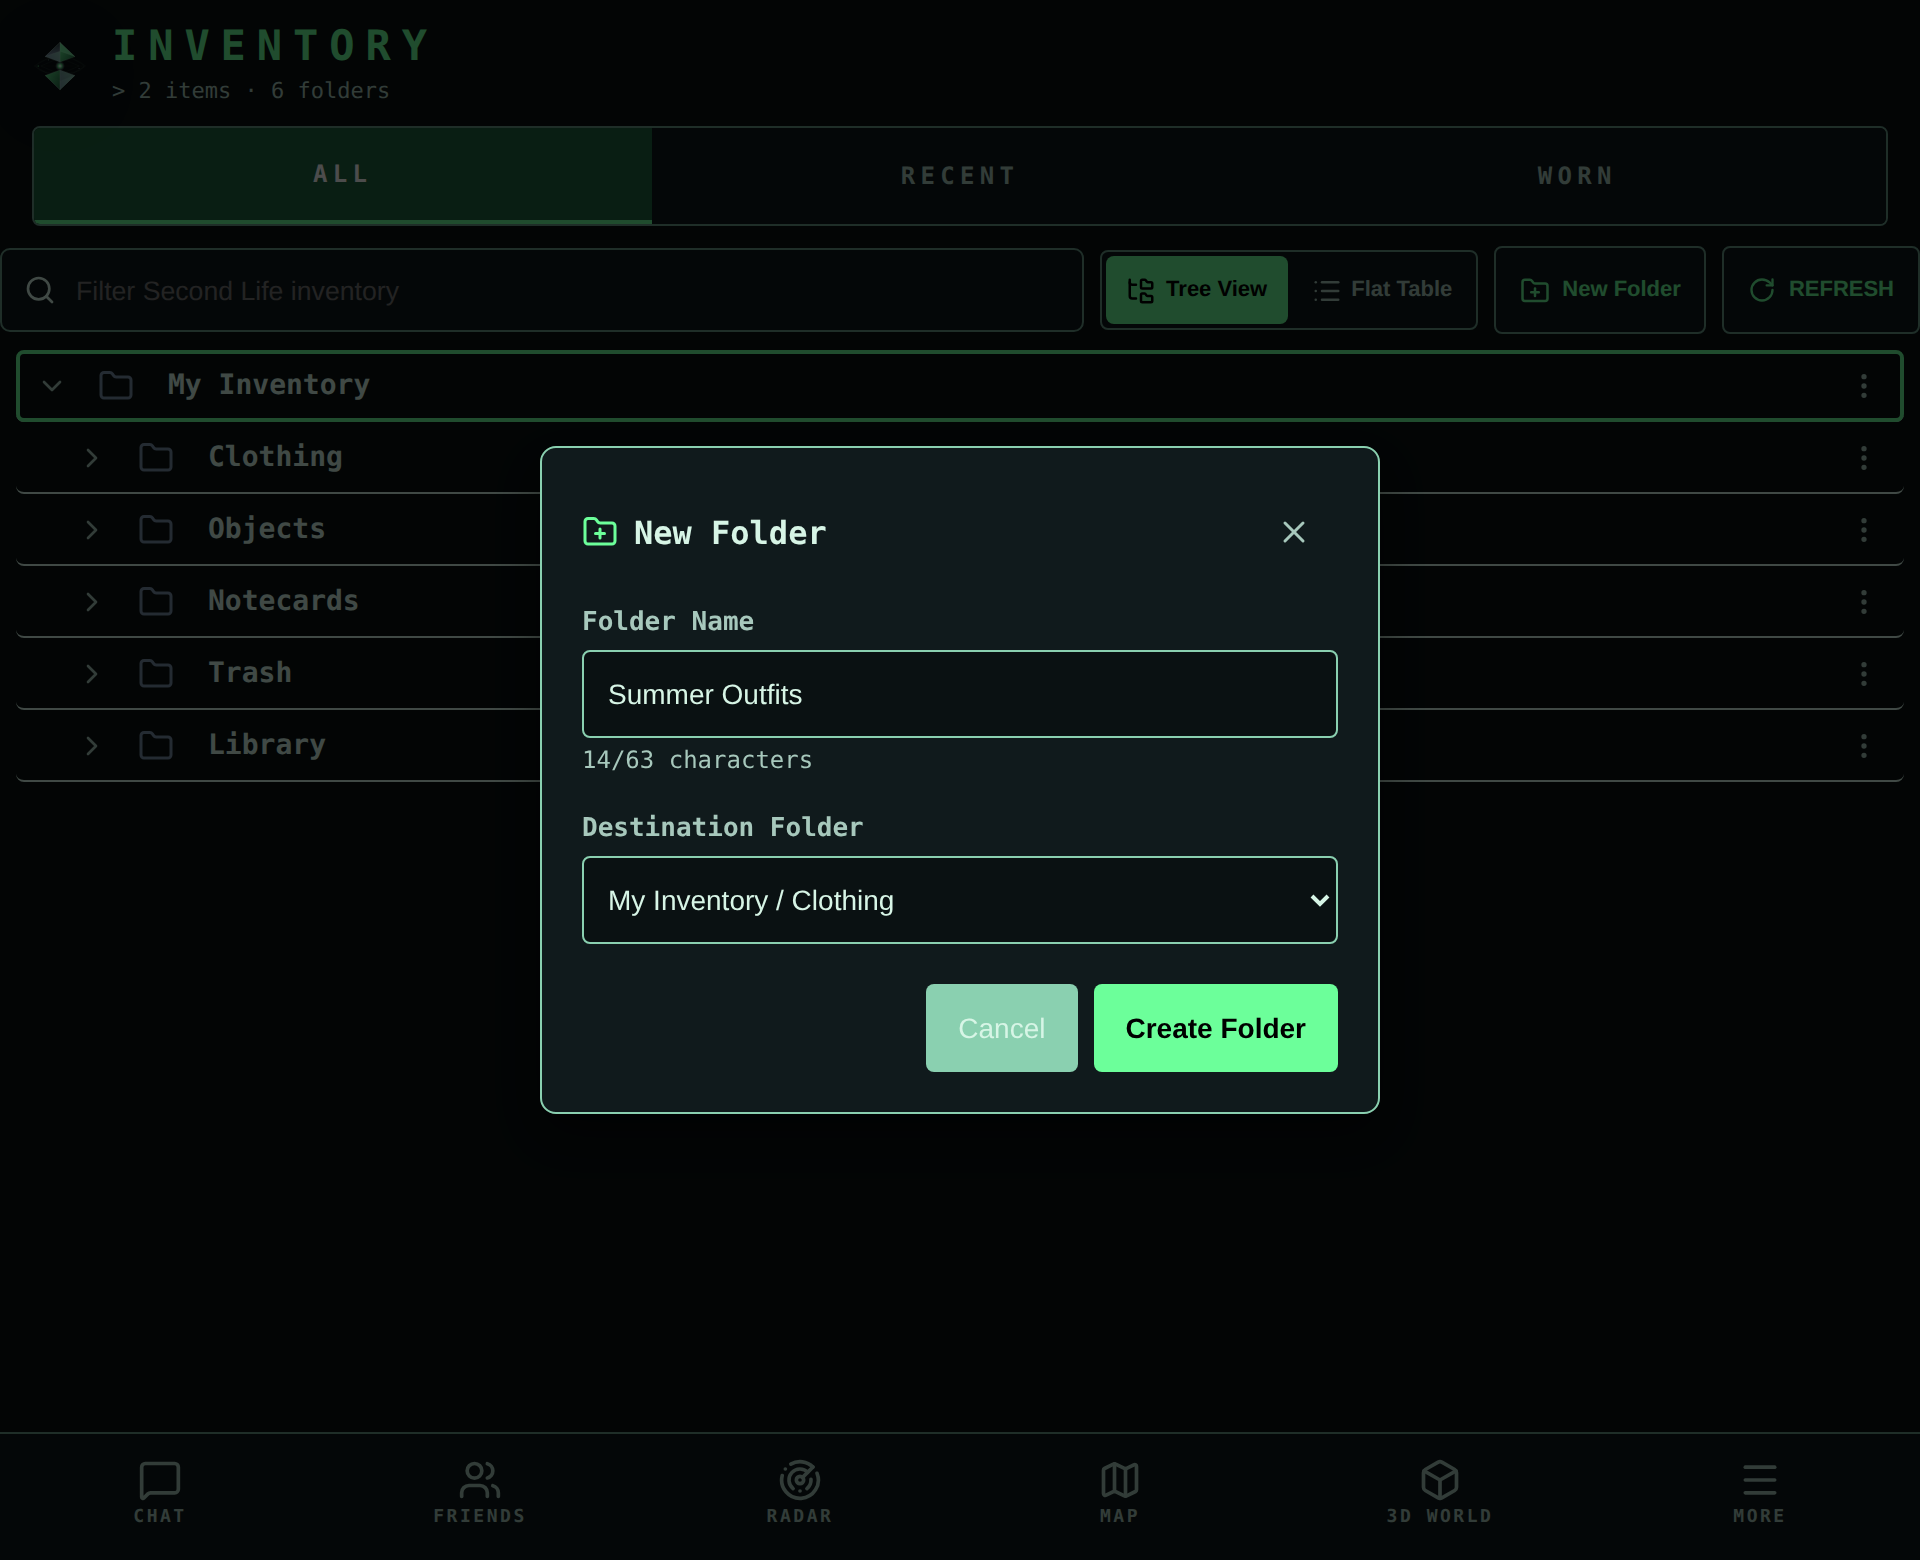 INVENTORY
> 2 items · 6 folders
ALL
RECENT
WORN
Filter Second Life inventory
Tree View
Flat Table
New Folder
REFRESH
My Inventory
Clothing
Objects
Notecards
Trash
Library
New Folder
Folder Name
Summer Outfits
14/63 characters
Destination Folder
My Inventory / Clothing
Cancel
Create Folder
CHAT
FRIENDS
RADAR
MAP
3D WORLD
MORE